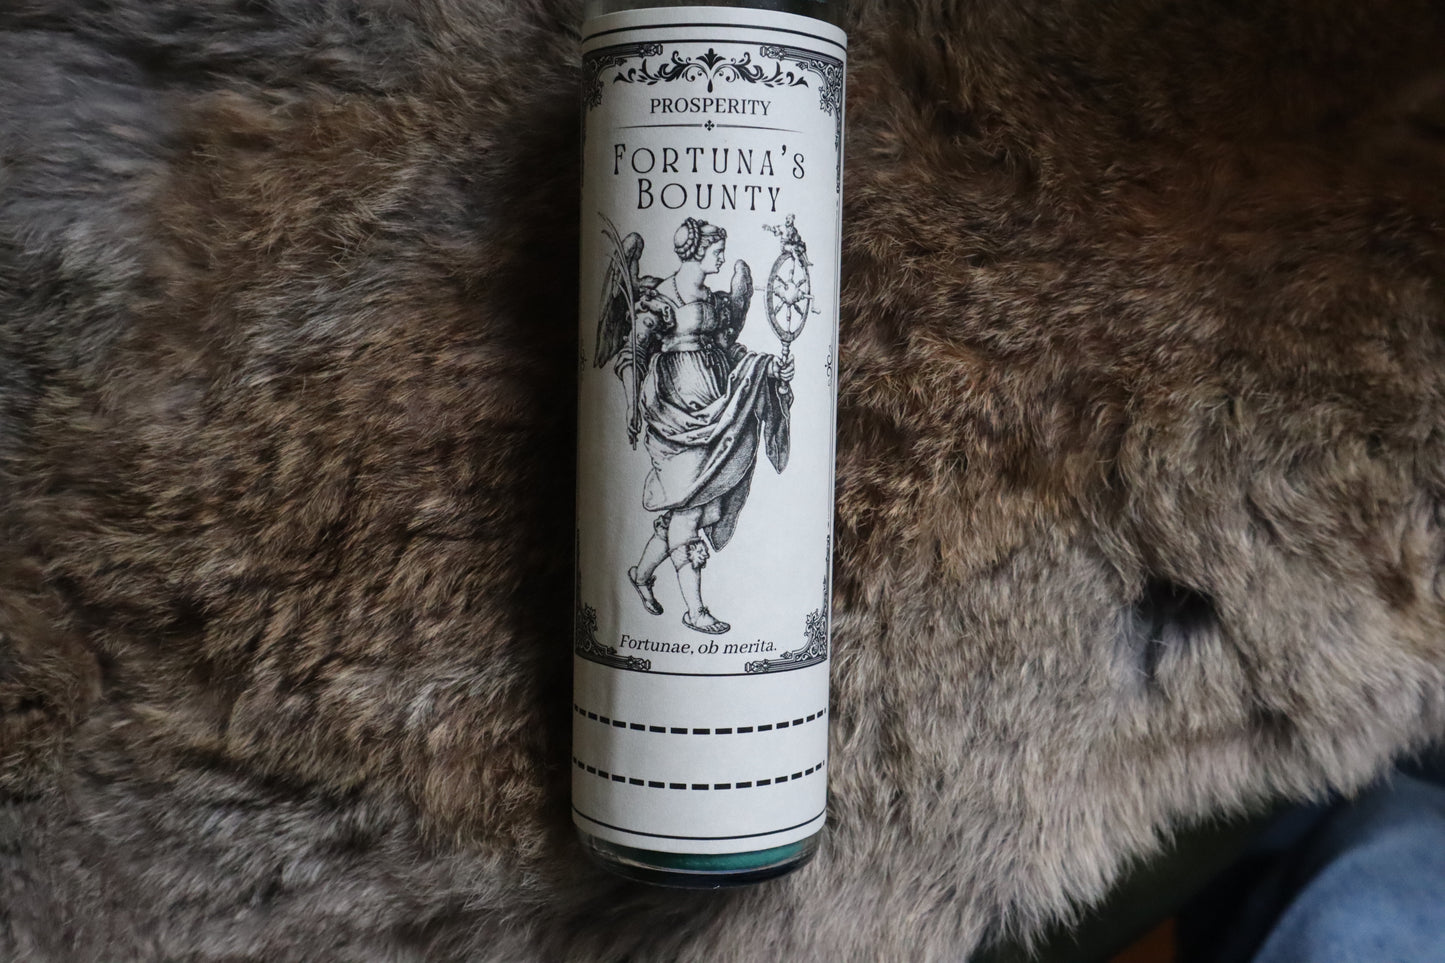 PROSPERITY
FORTUNA'S
BOUNTY
Fortunae, ob merita.